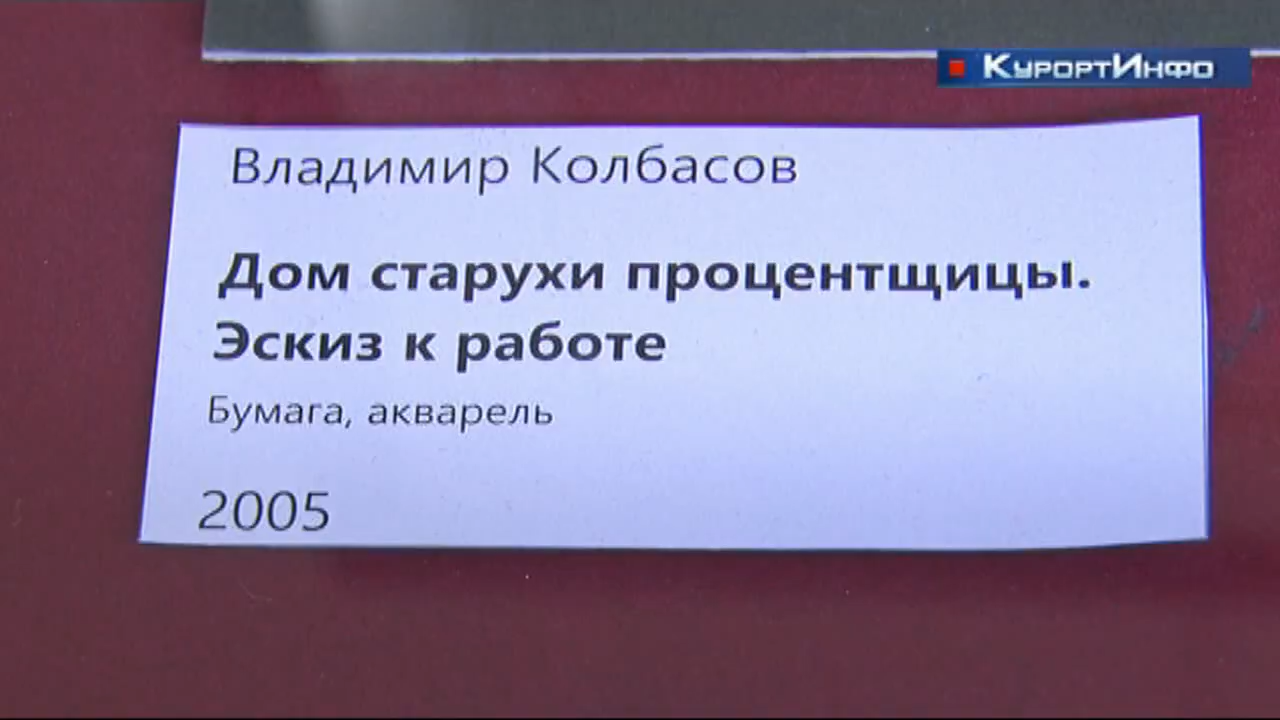 КурортИнфо
Владимир Колбасов
Дом старухи процентщицы.
Эскиз к работе
Бумага, акварель
2005